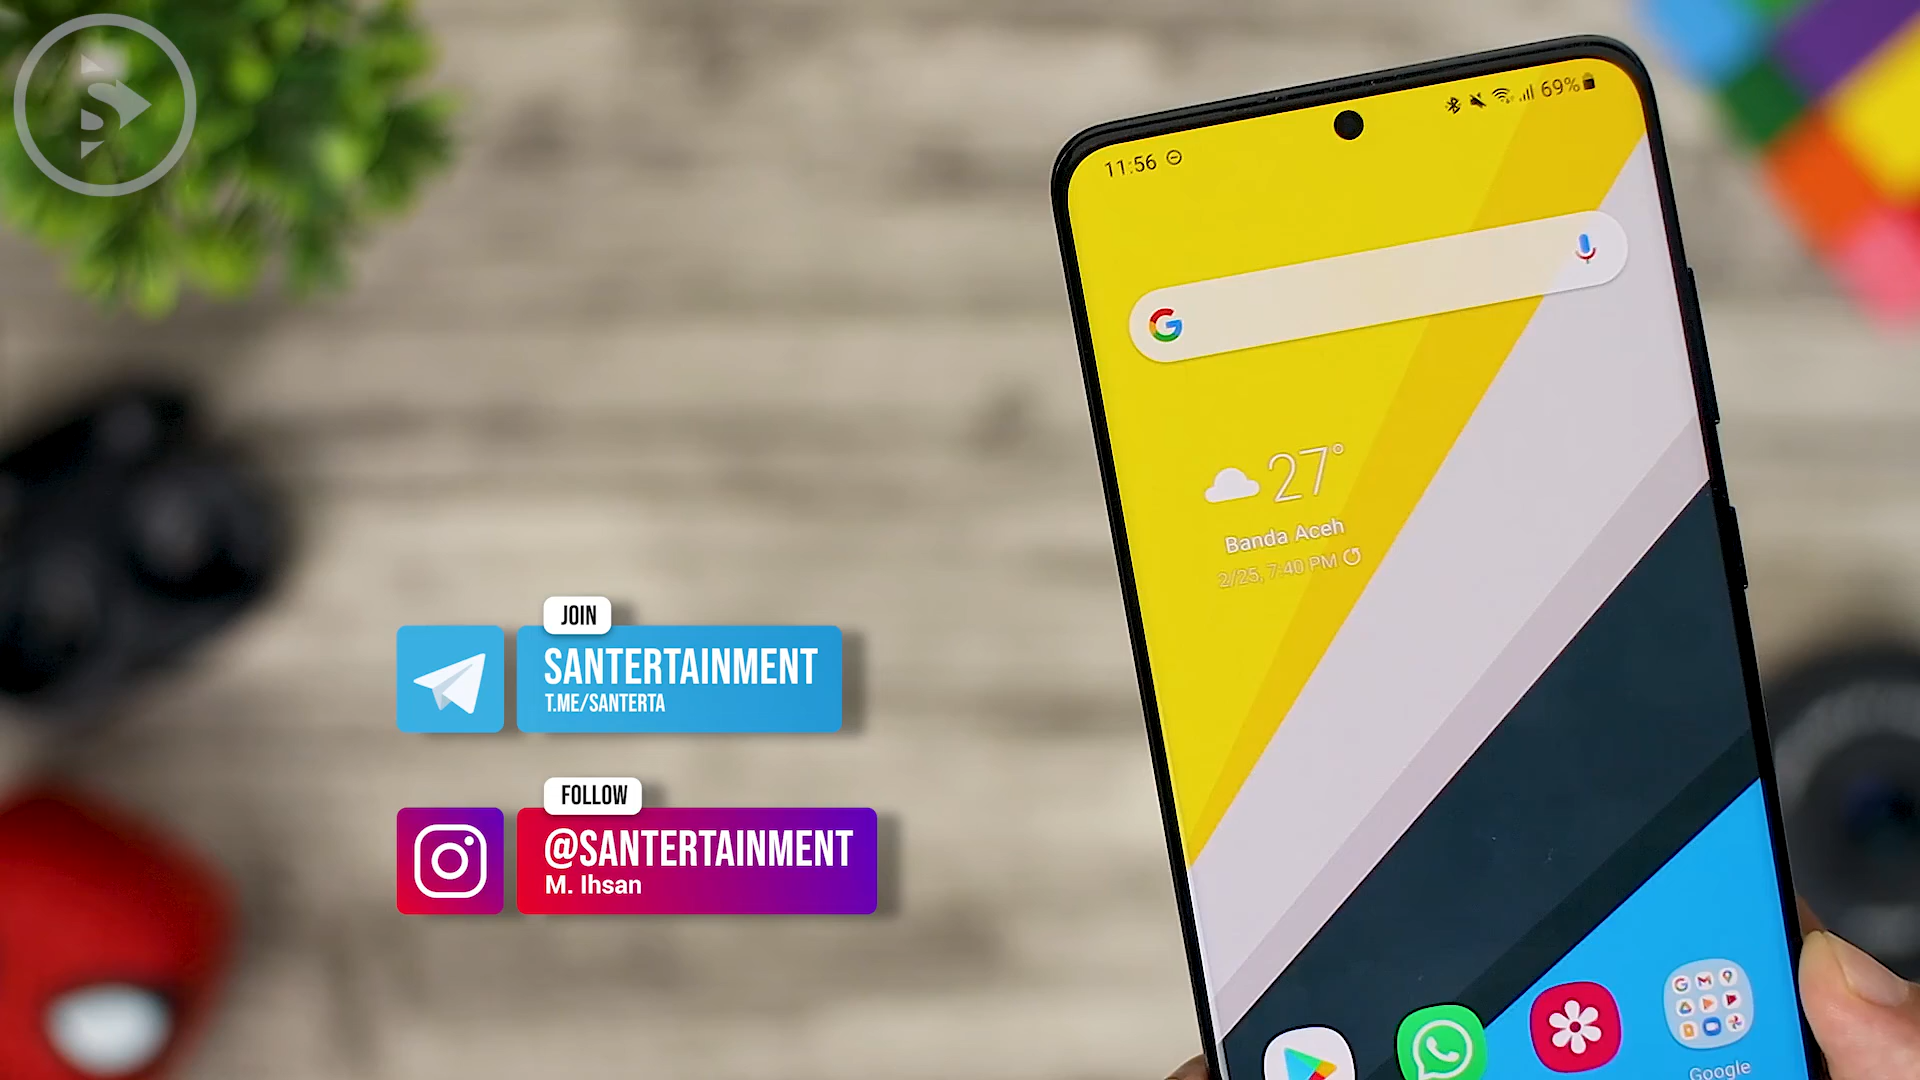 JOIN
SANTERTAINMENT
T.ME/SANTERTA
FOLLOW
@SANTERTAINMENT
M. Ihsan
11:56
69%
27°
Banda Aceh
2/25, 7:40 PM
Google